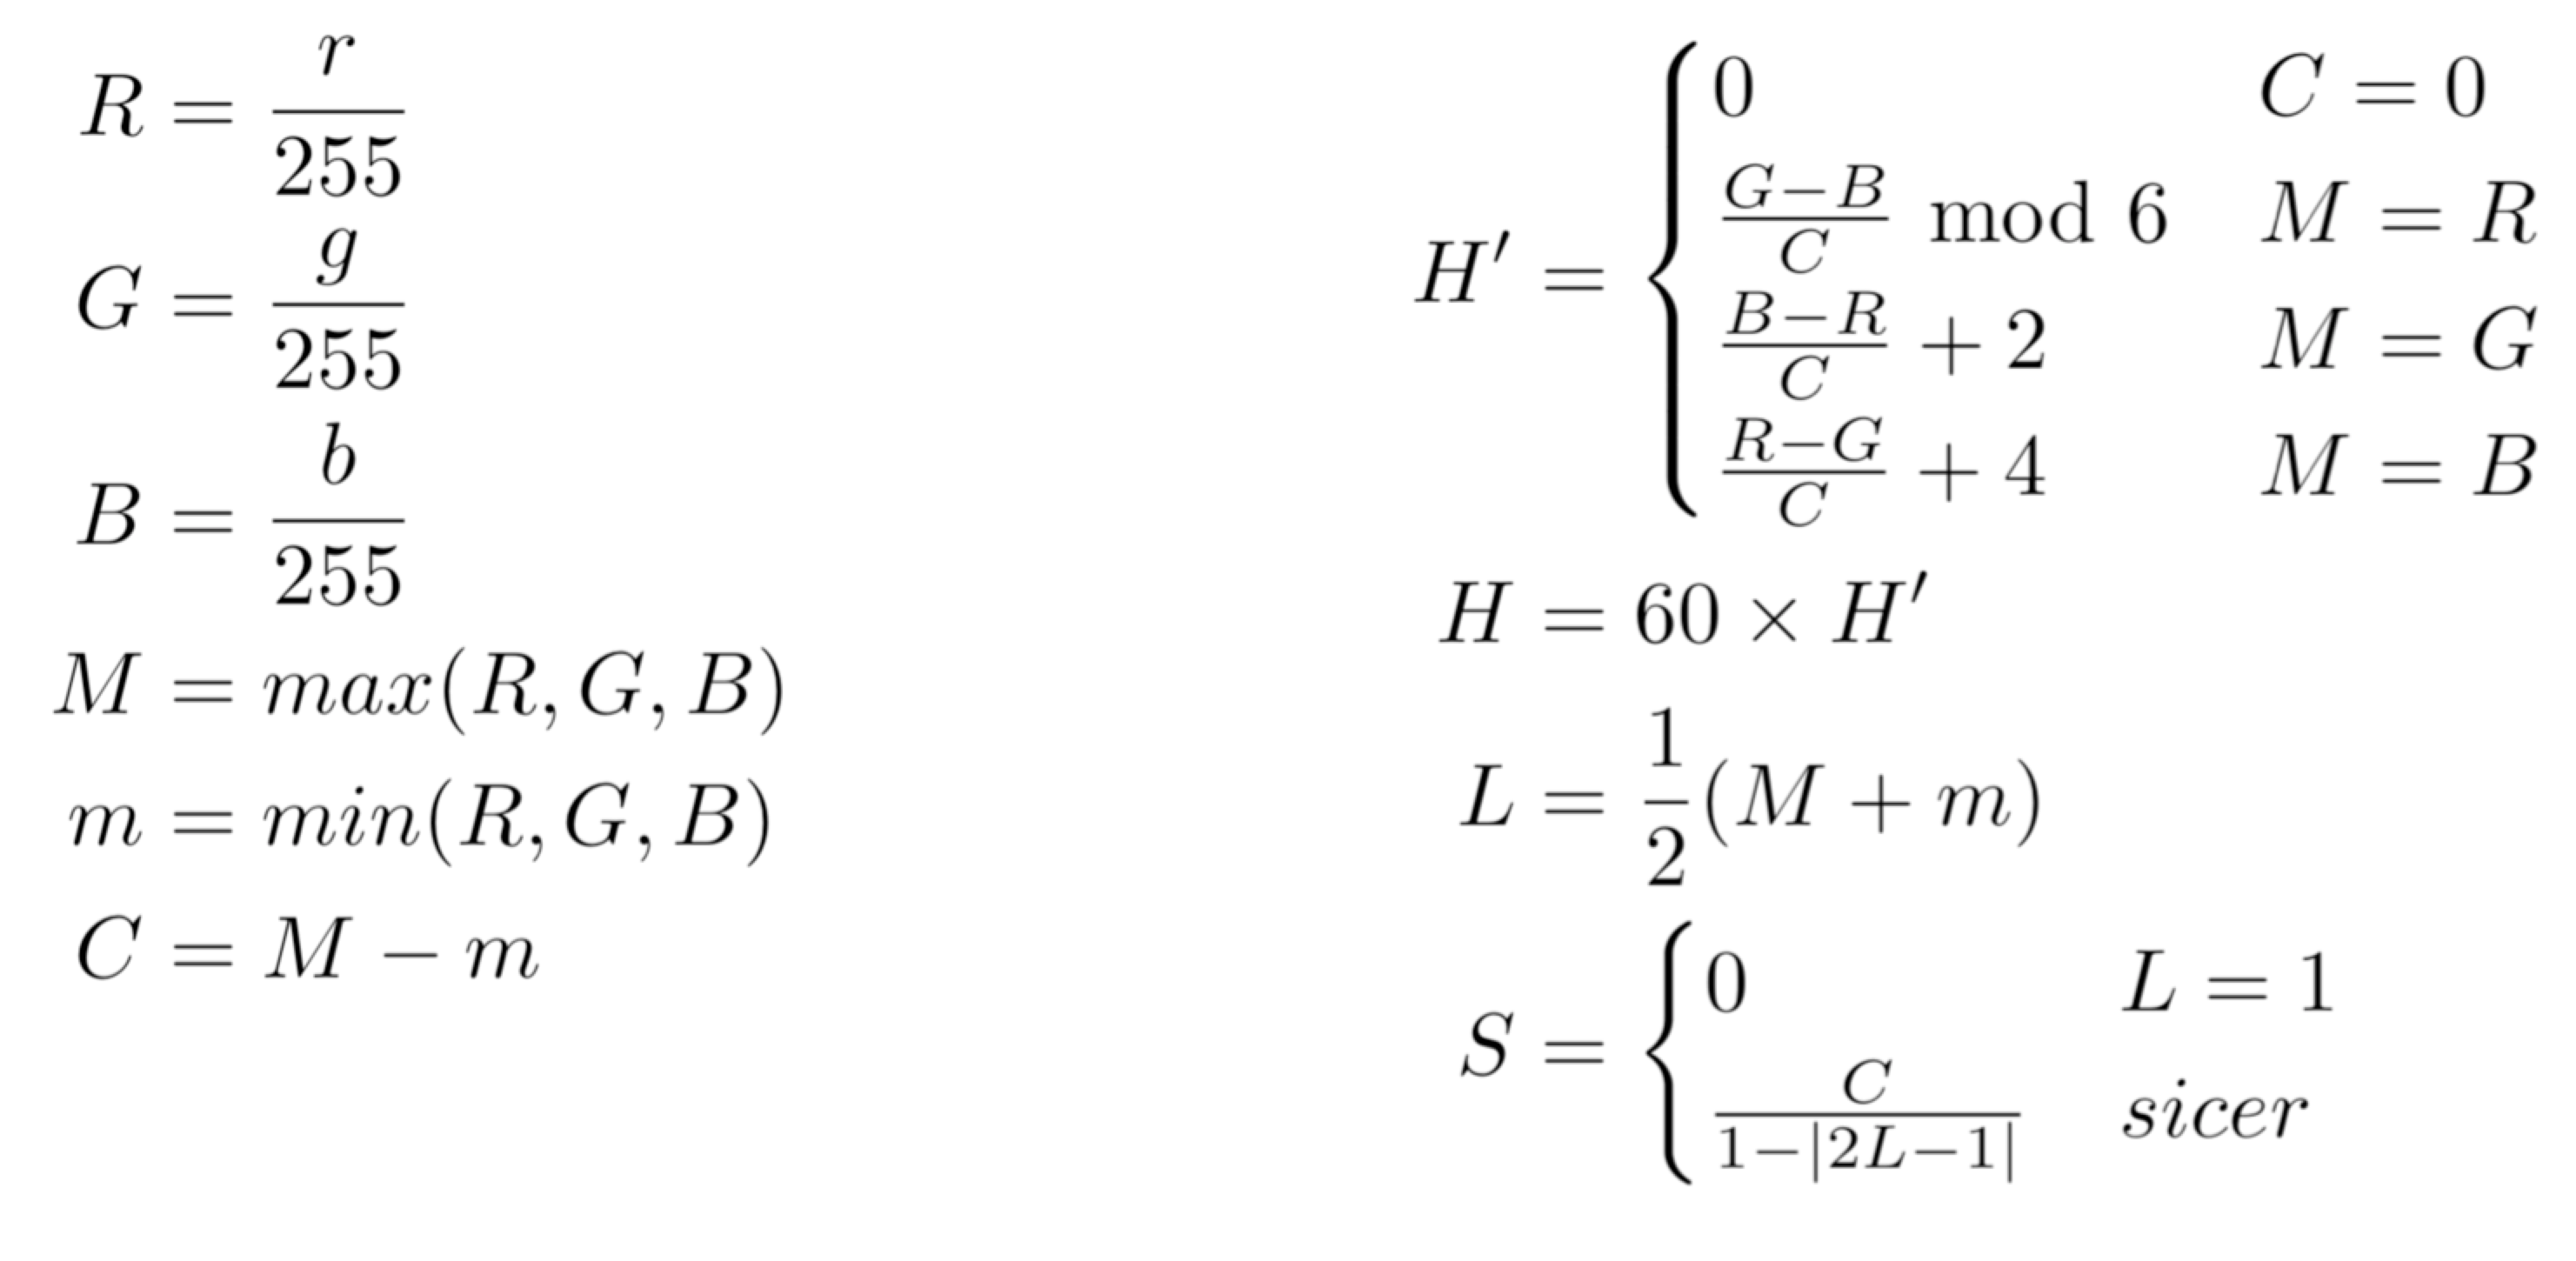 R = r/255
G = g/255
B = b/255
M = max(R, G, B)
m = min(R, G, B)
C = M − m
H′ = {
0 C = 0
G−B/C mod 6 M = R
B−R/C + 2 M = G
R−G/C + 4 M = B
H = 60 × H′
L = 1/2(M + m)
S = {
0 L = 1
C/1−|2L−1| sicer